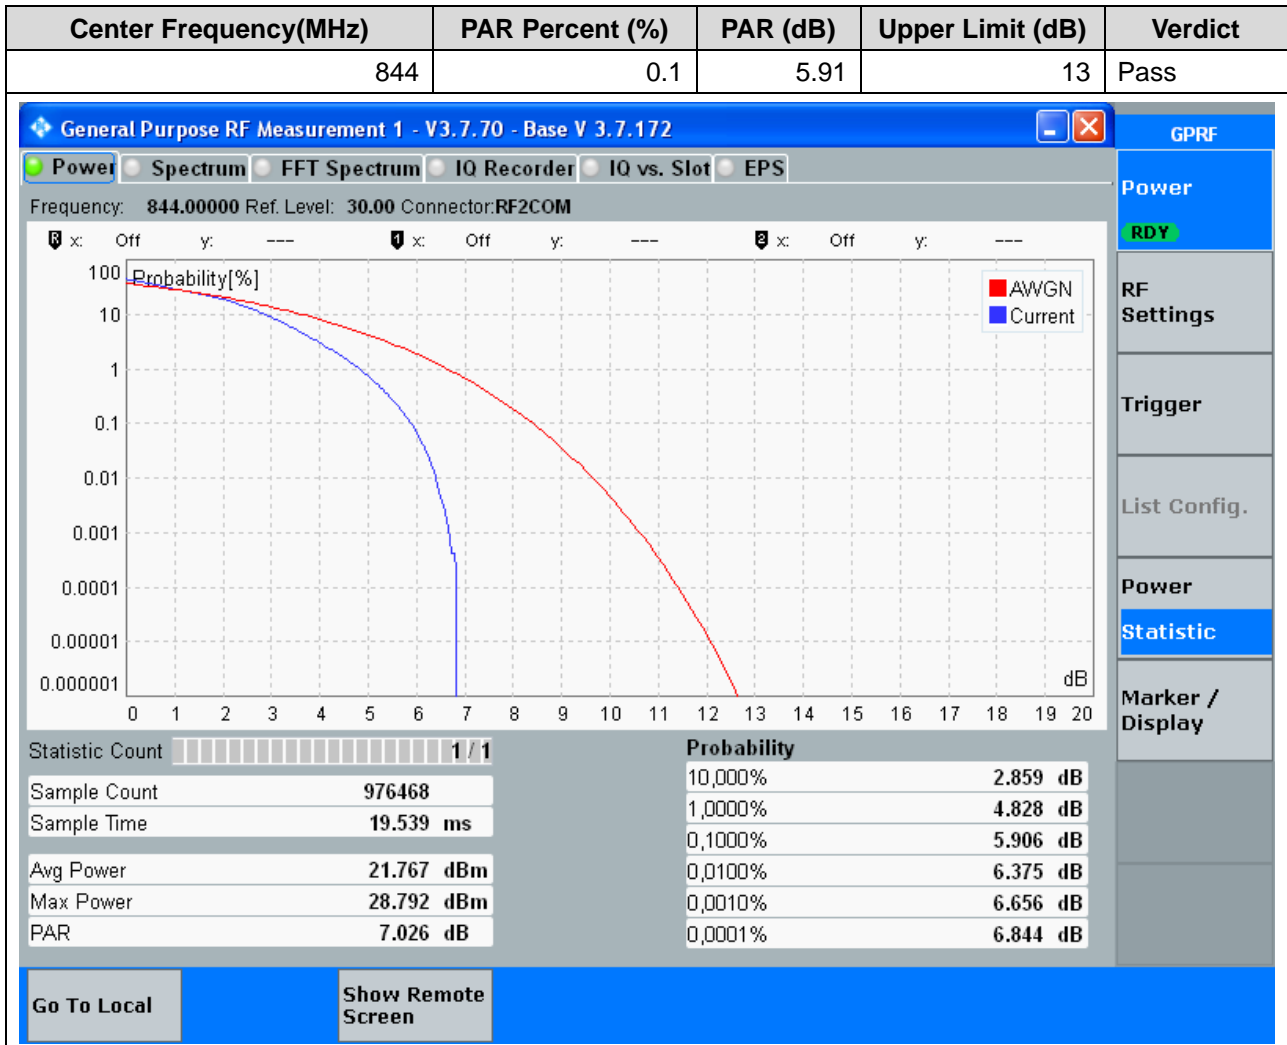 Center Frequency(MHz) PAR Percent (%) PAR (dB) Upper Limit (dB) Verdict
844 0.1 5.91 13 Pass
General Purpose RF Measurement 1 - V3.7.70 - Base V 3.7.172
GPRF
Power Spectrum FFT Spectrum IQ Recorder IQ vs. Slot EPS
Power
RDY
Frequency: 844.00000 Ref. Level: 30.00 Connector:RF2COM
R x: Off y: --- 1 x: Off y: --- 2 x: Off y: ---
Probability[%]
AWGN
Current
100
10
1
0.1
0.01
0.001
0.0001
0.00001
0.000001
dB
0 1 2 3 4 5 6 7 8 9 10 11 12 13 14 15 16 17 18 19 20
RF
Settings
Trigger
List Config.
Power
Statistic
Marker /
Display
Statistic Count 1 / 1
Sample Count 976468
Sample Time 19.539 ms
Avg Power 21.767 dBm
Max Power 28.792 dBm
PAR 7.026 dB
Probability
10,000% 2.859 dB
1,0000% 4.828 dB
0,1000% 5.906 dB
0,0100% 6.375 dB
0,0010% 6.656 dB
0,0001% 6.844 dB
Go To Local
Show Remote
Screen